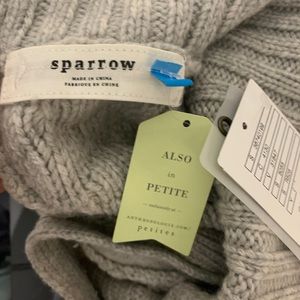 sparrow
MADE IN CHINA
FABRIQUÉ EN CHINE
ALSO
in
PETITE
exclusively at
ANTHROPOLOGIE.COM/
petites